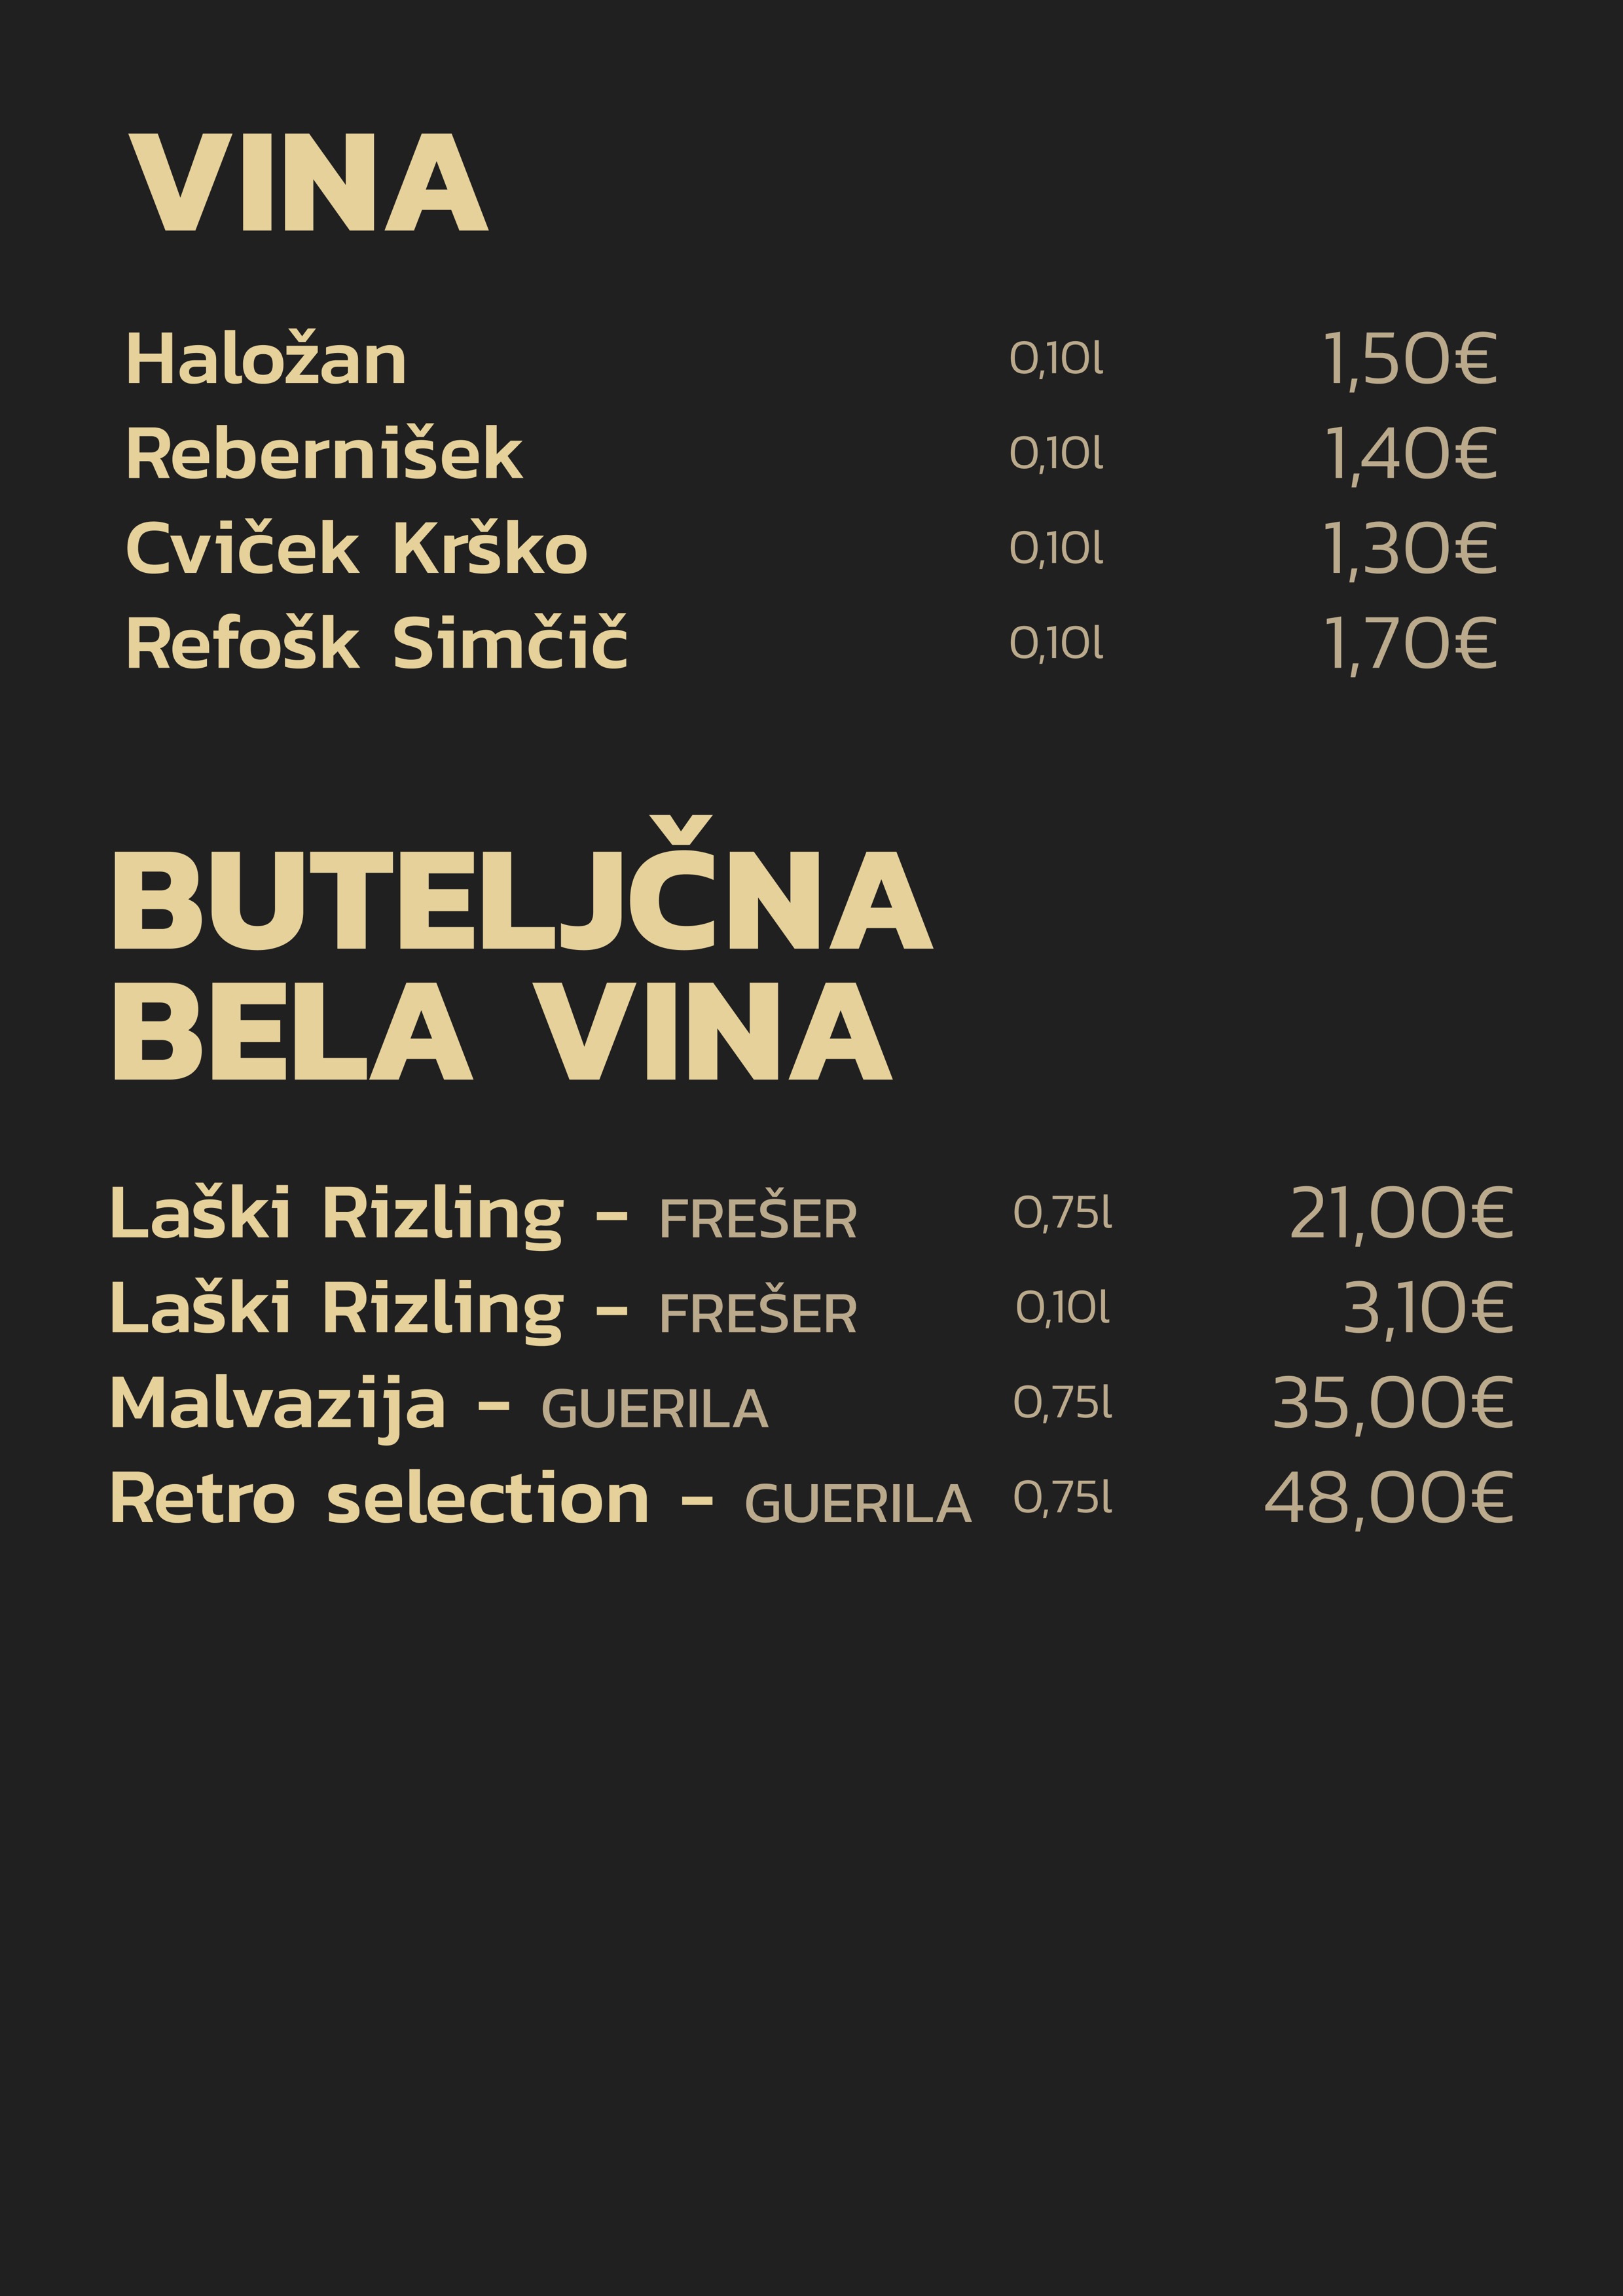 VINA
Haložan 0,10l 1,50€
Rebernišek 0,10l 1,40€
Cviček Krško 0,10l 1,30€
Refošk Simčič 0,10l 1,70€
BUTELJČNA
BELA VINA
Laški Rizling - FREŠER 0,75l 21,00€
Laški Rizling - FREŠER 0,10l 3,10€
Malvazija - GUERILA 0,75l 35,00€
Retro selection - GUERILA 0,75l 48,00€